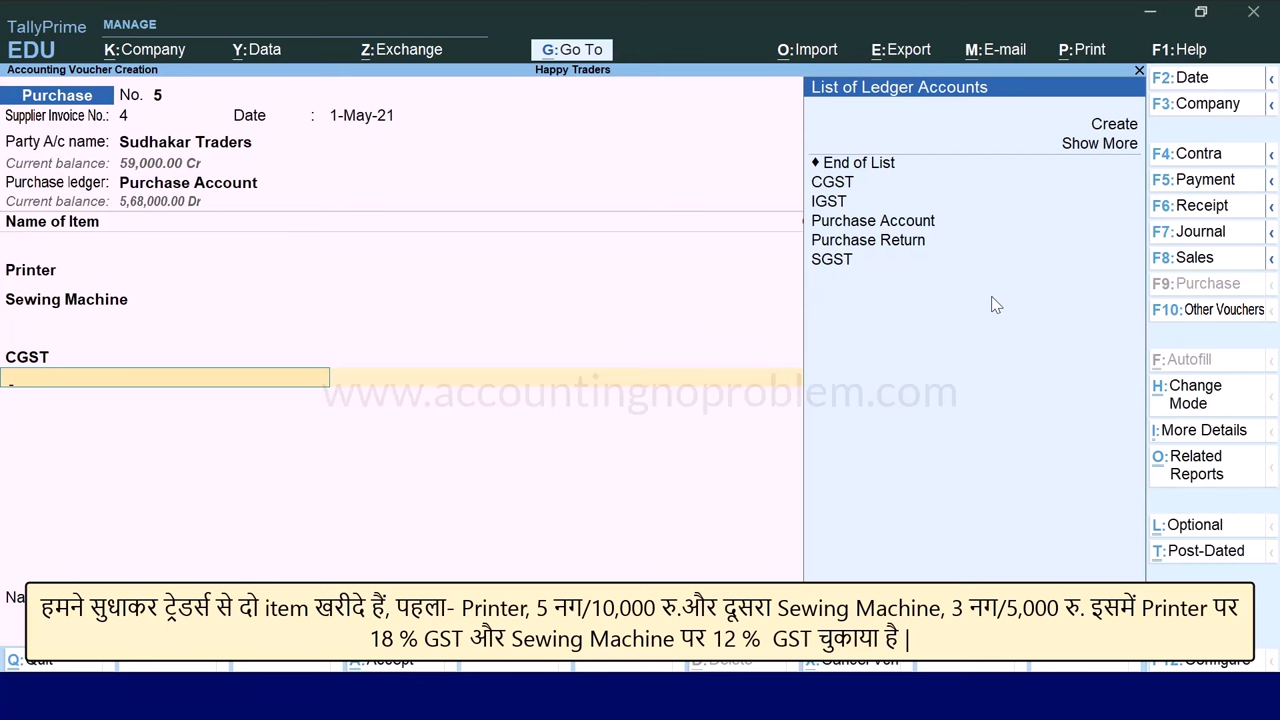 TallyPrime
EDU
MANAGE
K:Company
Y:Data
Z:Exchange
G:Go To
O:Import
E:Export
M:E-mail
P:Print
F1:Help
Accounting Voucher Creation
Happy Traders
Purchase No. 5
Supplier Invoice No.: 4 Date : 1-May-21
Party A/c name: Sudhakar Traders
Current balance: 59,000.00 Cr
Purchase ledger: Purchase Account
Current balance: 5,68,000.00 Dr
Name of Item
Printer
Sewing Machine
CGST
List of Ledger Accounts
Create
Show More
♦ End of List
CGST
IGST
Purchase Account
Purchase Return
SGST
F2:Date
F3:Company
F4:Contra
F5:Payment
F6:Receipt
F7:Journal
F8:Sales
F9:Purchase
F10:Other Vouchers
F:Autofill
H:Change
Mode
I:More Details
O:Related
Reports
L:Optional
T:Post-Dated
www.accountingnoproblem.com
हमने सुधाकर ट्रेडर्स से दो item खरीदे हैं, पहला- Printer, 5 नग/10,000 रु.और दूसरा Sewing Machine, 3 नग/5,000 रु. इसमें Printer पर
18 % GST और Sewing Machine पर 12 % GST चुकाया है |